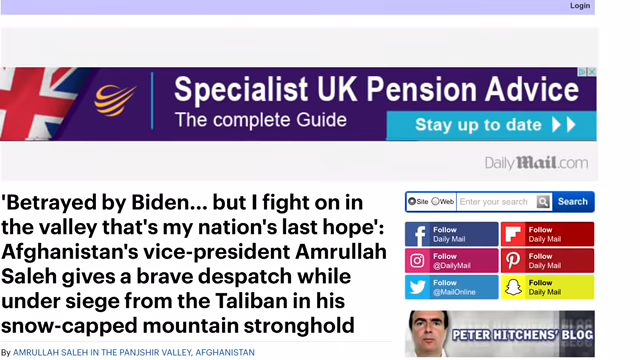 Login
Specialist UK Pension Advice
The complete Guide
Stay up to date
DailyMail.com
'Betrayed by Biden... but I fight on in
the valley that's my nation's last hope':
Afghanistan's vice-president Amrullah
Saleh gives a brave despatch while
under siege from the Taliban in his
snow-capped mountain stronghold
By AMRULLAH SALEH IN THE PANJSHIR VALLEY, AFGHANISTAN
Site Web Enter your search Search
Follow
Daily Mail
Follow
Daily Mail
Follow
@DailyMail
Follow
Daily Mail
Follow
@MailOnline
Follow
Daily Mail
PETER HITCHENS' BLOG